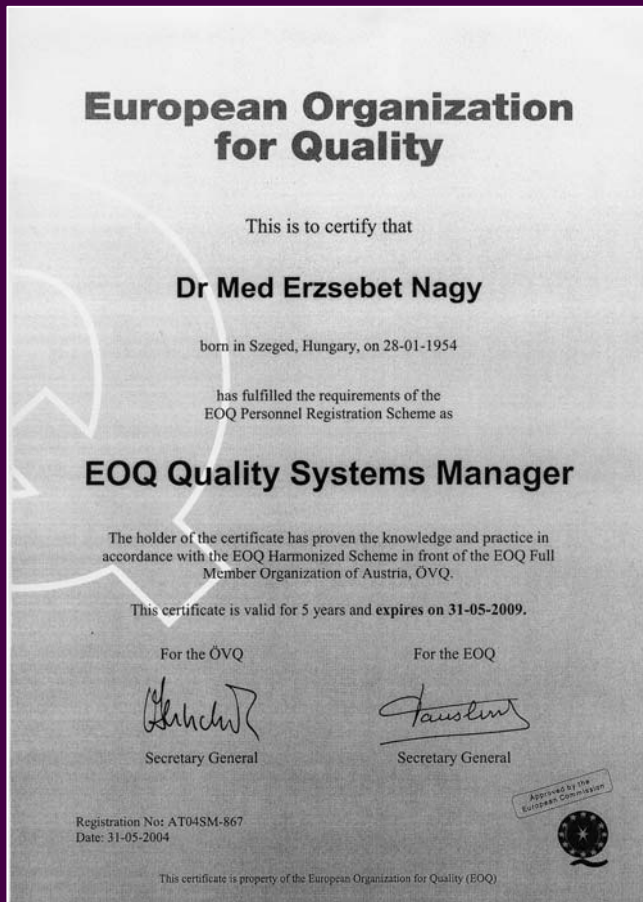 European Organization
for Quality
This is to certify that
Dr Med Erzsebet Nagy
born in Szeged, Hungary, on 28-01-1954
has fulfilled the requirements of the
EOQ Personnel Registration Scheme as
EOQ Quality Systems Manager
The holder of the certificate has proven the knowledge and practice in
accordance with the EOQ Harmonized Scheme in front of the EOQ Full
Member Organization of Austria, ÖVQ.
This certificate is valid for 5 years and expires on 31-05-2009.
For the ÖVQ For the EOQ
Secretary General Secretary General
Approved by the
European Commission
Registration No: AT04SM-867
Date: 31-05-2004
This certificate is property of the European Organization for Quality (EOQ)